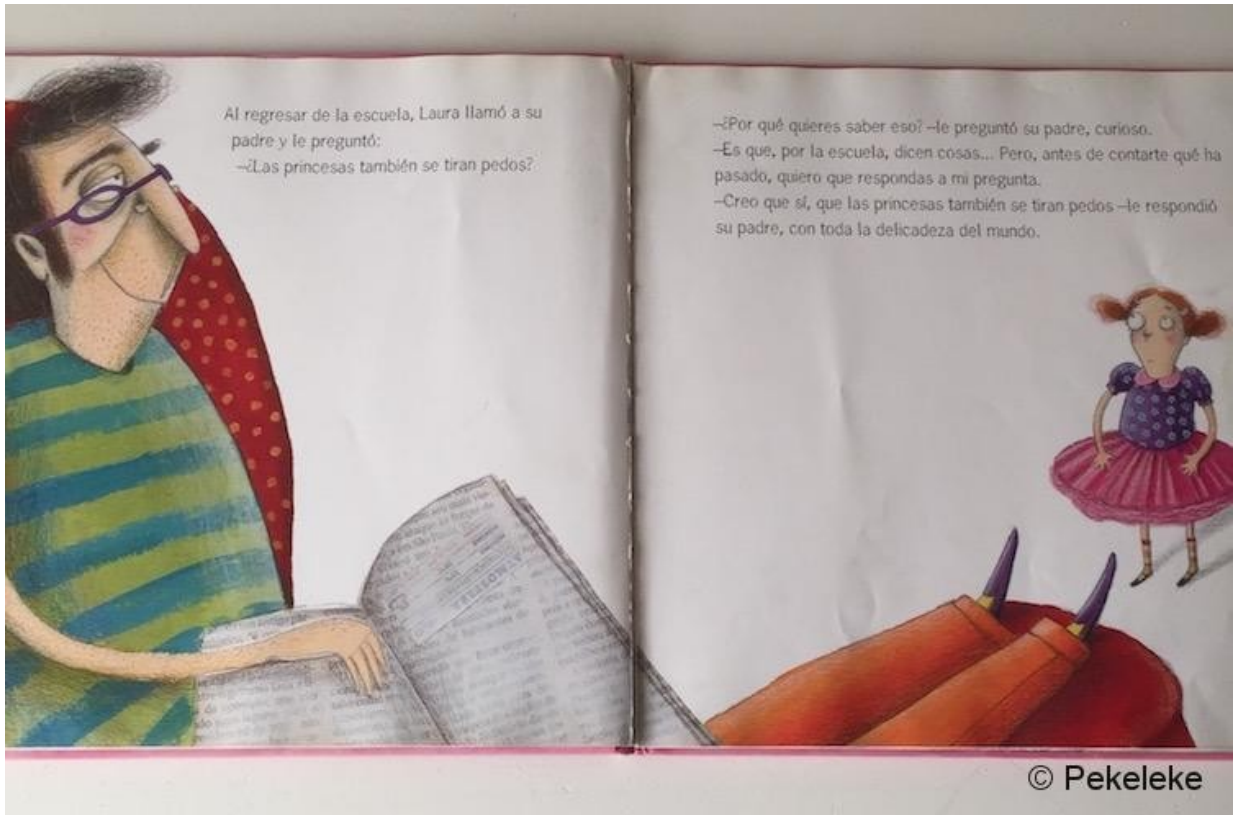 Al regresar de la escuela, Laura llamó a su
padre y le preguntó:
—¿Las princesas también se tiran pedos?
—¿Por qué quieres saber eso? —le preguntó su padre, curioso.
—Es que, por la escuela, dicen cosas... Pero, antes de contarte qué ha
pasado, quiero que respondas a mi pregunta.
—Creo que sí, que las princesas también se tiran pedos —le respondió
su padre, con toda la delicadeza del mundo.
© Pekeleke